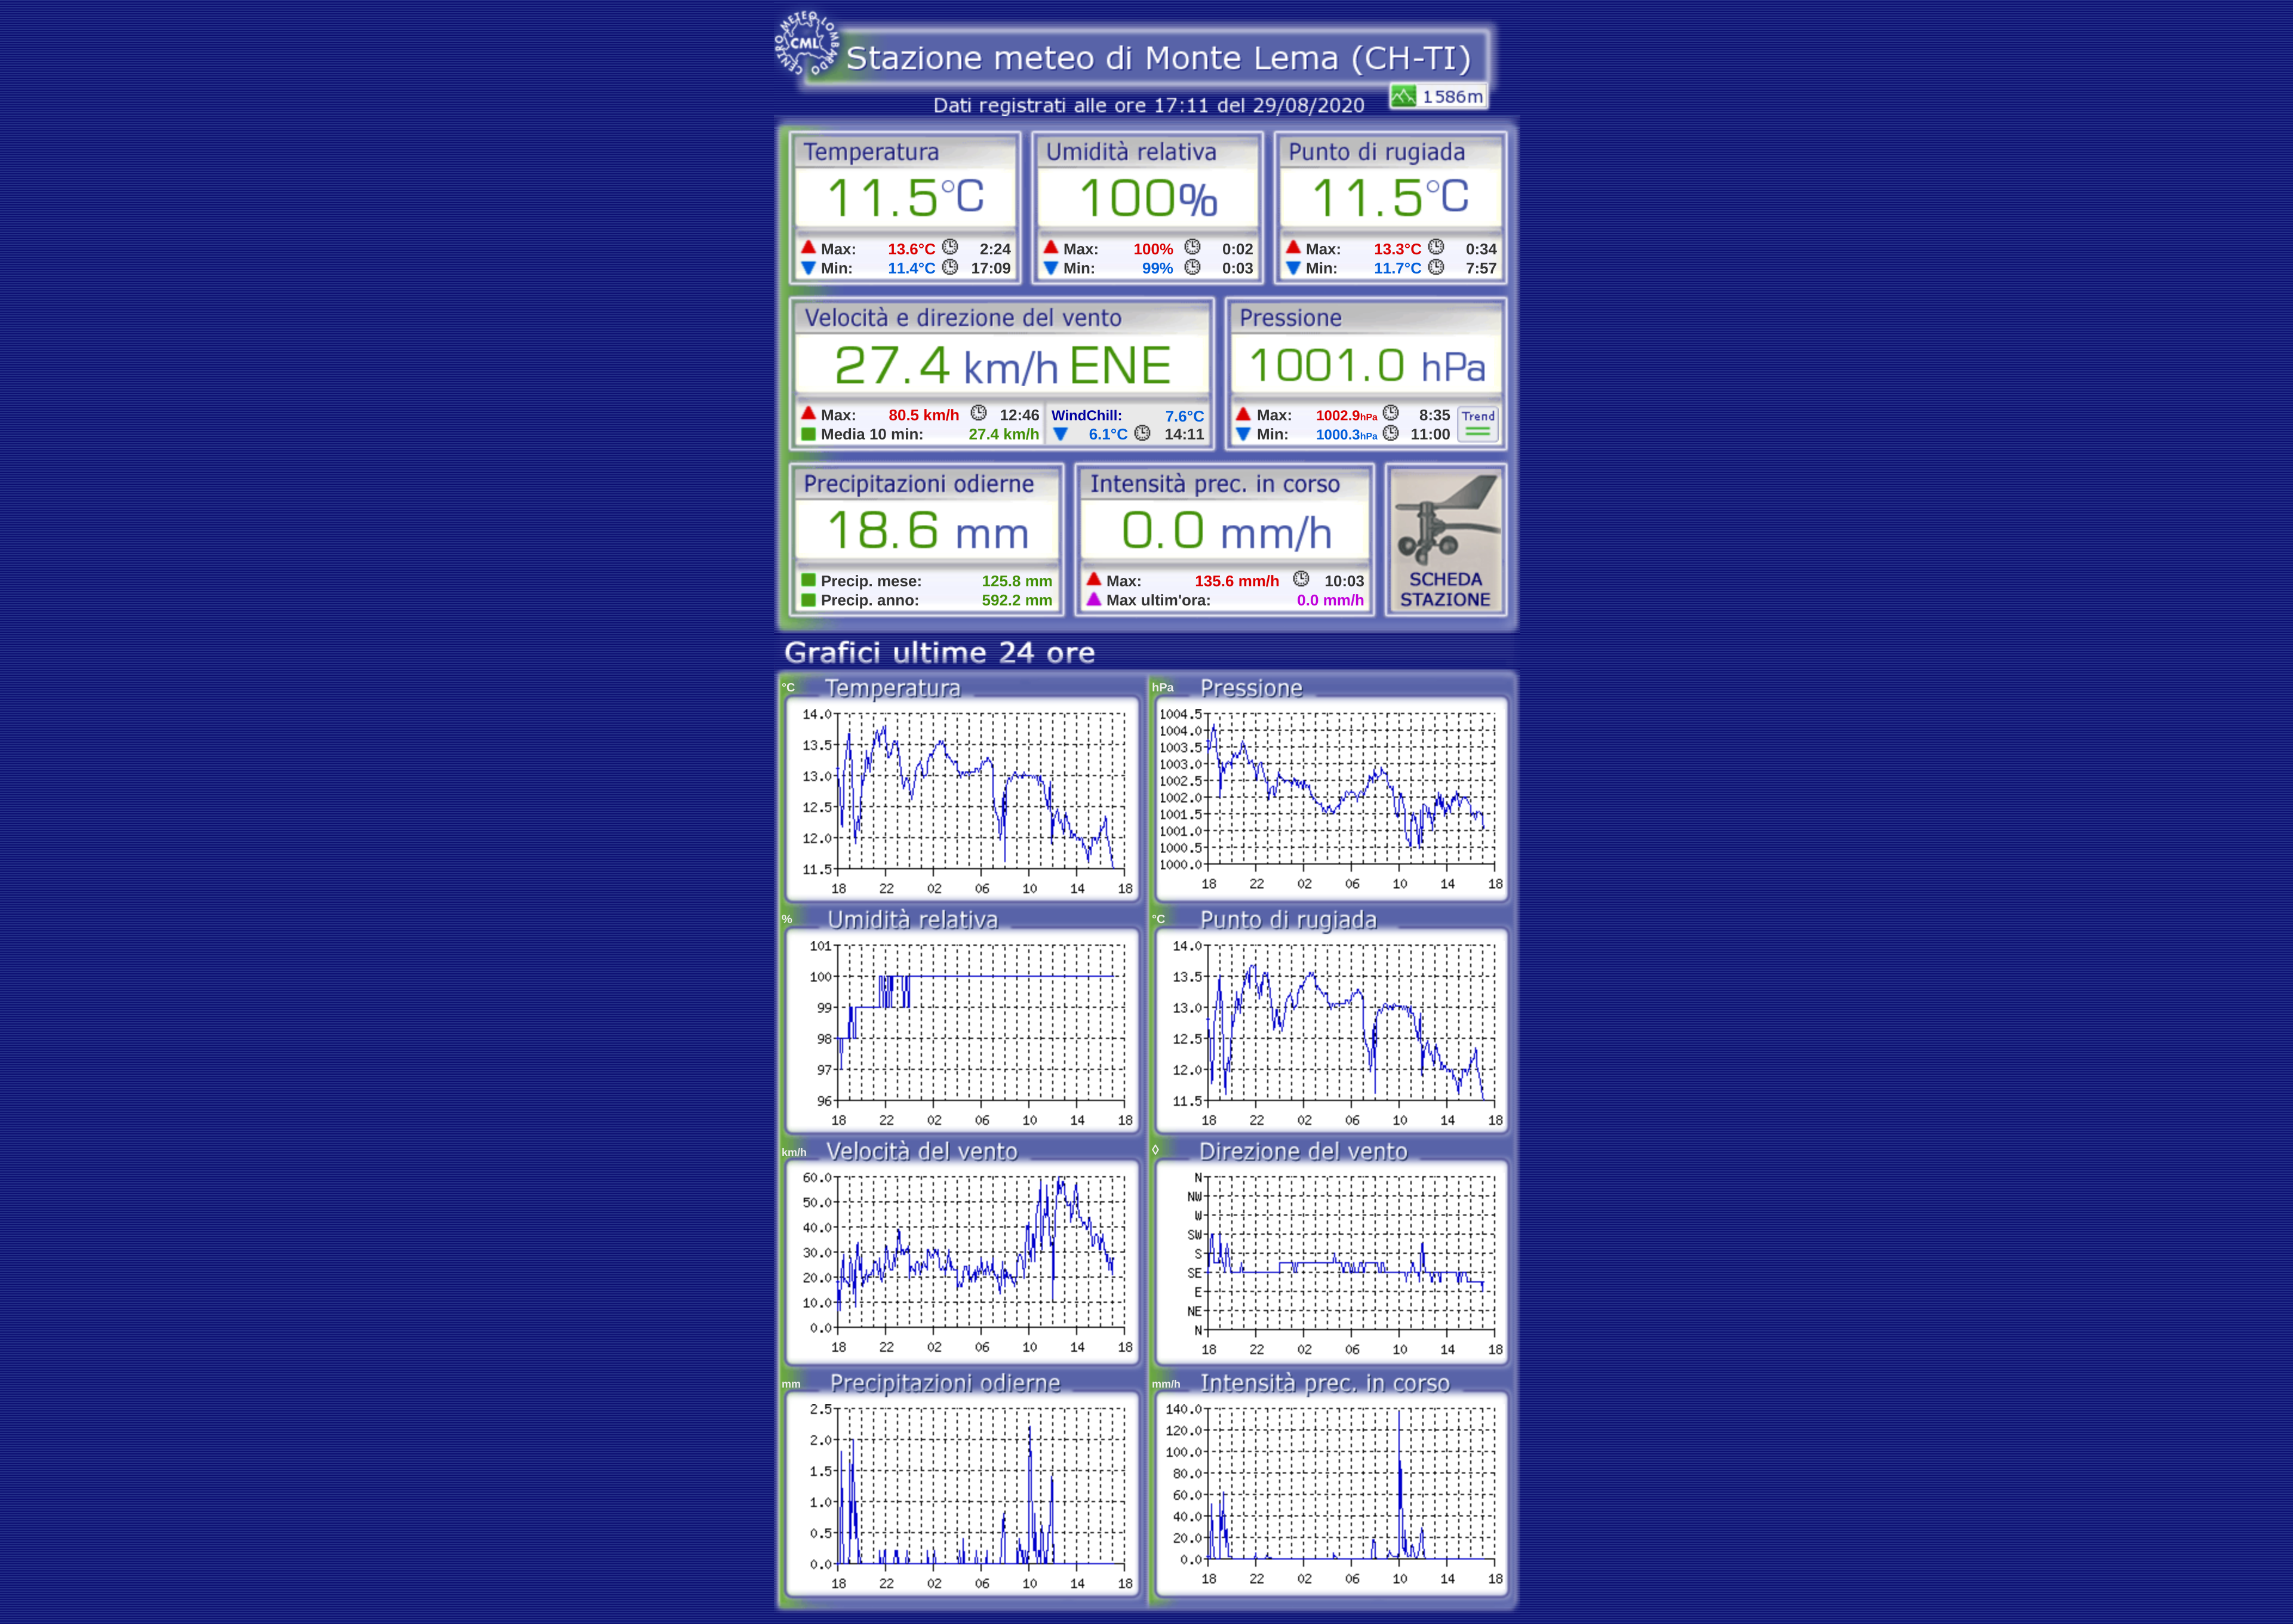 CENTRO METEO LOMBARDO
CML
Stazione meteo di Monte Lema (CH-TI)
1586m
Dati registrati alle ore 17:11 del 29/08/2020
Temperatura
11.5°C
Max: 13.6°C 2:24
Min: 11.4°C 17:09
Umidità relativa
100%
Max: 100% 0:02
Min: 99% 0:03
Punto di rugiada
11.5°C
Max: 13.3°C 0:34
Min: 11.7°C 7:57
Velocità e direzione del vento
27.4 km/h ENE
Max: 80.5 km/h 12:46
Media 10 min: 27.4 km/h
WindChill: 7.6°C
6.1°C 14:11
Pressione
1001.0 hPa
Max: 1002.9hPa 8:35
Min: 1000.3hPa 11:00
Trend
Precipitazioni odierne
18.6 mm
Precip. mese: 125.8 mm
Precip. anno: 592.2 mm
Intensità prec. in corso
0.0 mm/h
Max: 135.6 mm/h 10:03
Max ultim'ora: 0.0 mm/h
SCHEDA
STAZIONE
Grafici ultime 24 ore
°C Temperatura
14.0
13.5
13.0
12.5
12.0
11.5
18 22 02 06 10 14 18
hPa Pressione
1004.5
1004.0
1003.5
1003.0
1002.5
1002.0
1001.5
1001.0
1000.5
1000.0
18 22 02 06 10 14 18
% Umidità relativa
101
100
99
98
97
96
18 22 02 06 10 14 18
°C Punto di rugiada
14.0
13.5
13.0
12.5
12.0
11.5
18 22 02 06 10 14 18
km/h Velocità del vento
60.0
50.0
40.0
30.0
20.0
10.0
0.0
18 22 02 06 10 14 18
◊ Direzione del vento
N
NW
W
SW
S
SE
E
NE
N
18 22 02 06 10 14 18
mm Precipitazioni odierne
2.5
2.0
1.5
1.0
0.5
0.0
18 22 02 06 10 14 18
mm/h Intensità prec. in corso
140.0
120.0
100.0
80.0
60.0
40.0
20.0
0.0
18 22 02 06 10 14 18